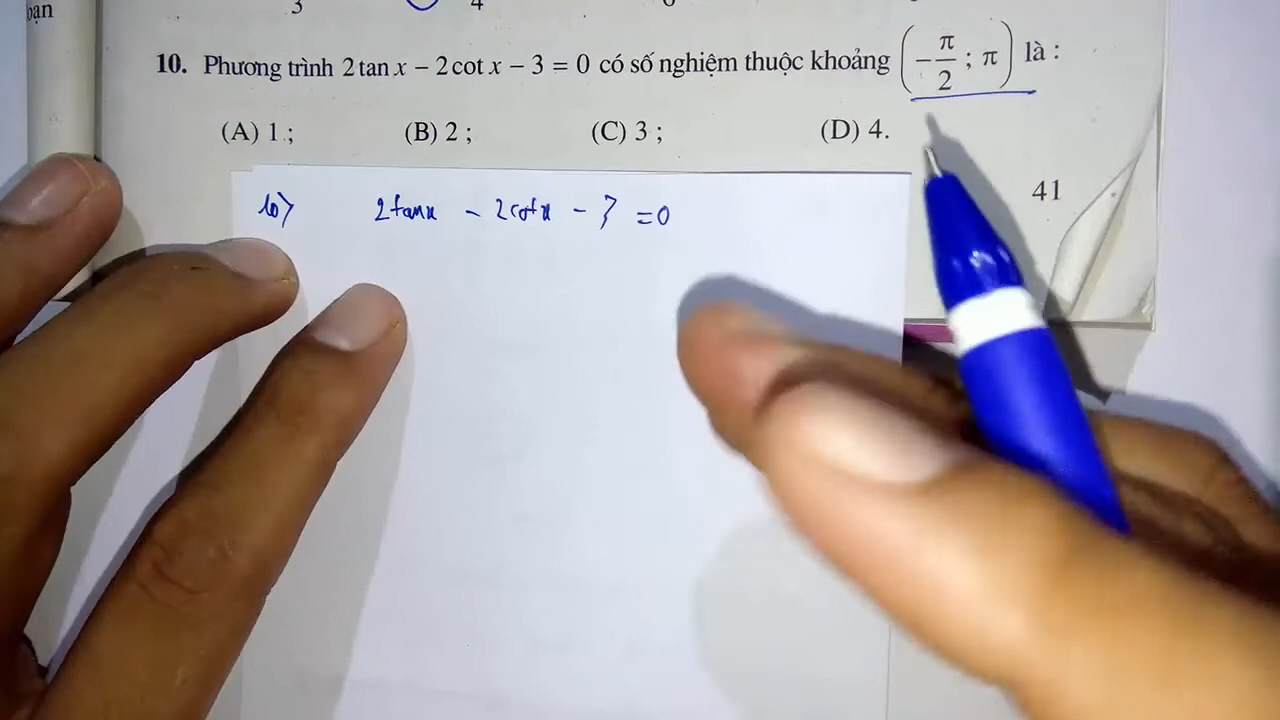 3 4
10. Phương trình 2 tan x − 2 cot x − 3 = 0 có số nghiệm thuộc khoảng (−π/2 ; π) là :
(A) 1 ; (B) 2 ; (C) 3 ; (D) 4.
41
10) 2tanx - 2cotx - 3 = 0